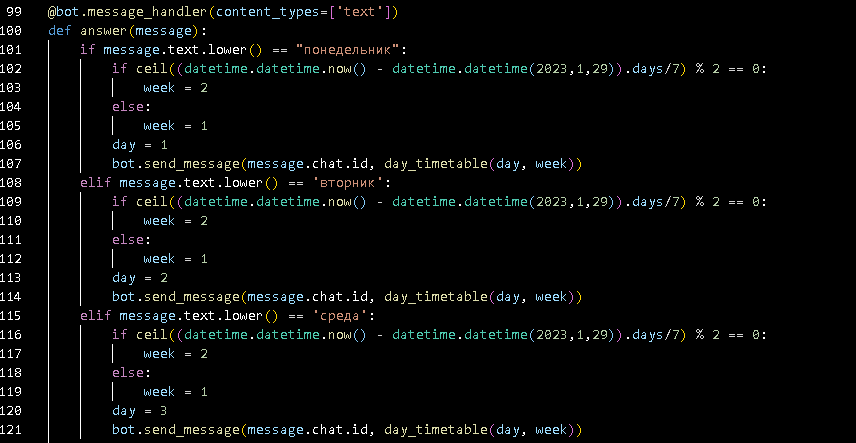 99 @bot.message_handler(content_types=['text'])
100 def answer(message):
101 if message.text.lower() == "понедельник":
102 if ceil((datetime.datetime.now() - datetime.datetime(2023,1,29)).days/7) % 2 == 0:
103 week = 2
104 else:
105 week = 1
106 day = 1
107 bot.send_message(message.chat.id, day_timetable(day, week))
108 elif message.text.lower() == 'вторник':
109 if ceil((datetime.datetime.now() - datetime.datetime(2023,1,29)).days/7) % 2 == 0:
110 week = 2
111 else:
112 week = 1
113 day = 2
114 bot.send_message(message.chat.id, day_timetable(day, week))
115 elif message.text.lower() == 'среда':
116 if ceil((datetime.datetime.now() - datetime.datetime(2023,1,29)).days/7) % 2 == 0:
117 week = 2
118 else:
119 week = 1
120 day = 3
121 bot.send_message(message.chat.id, day_timetable(day, week))